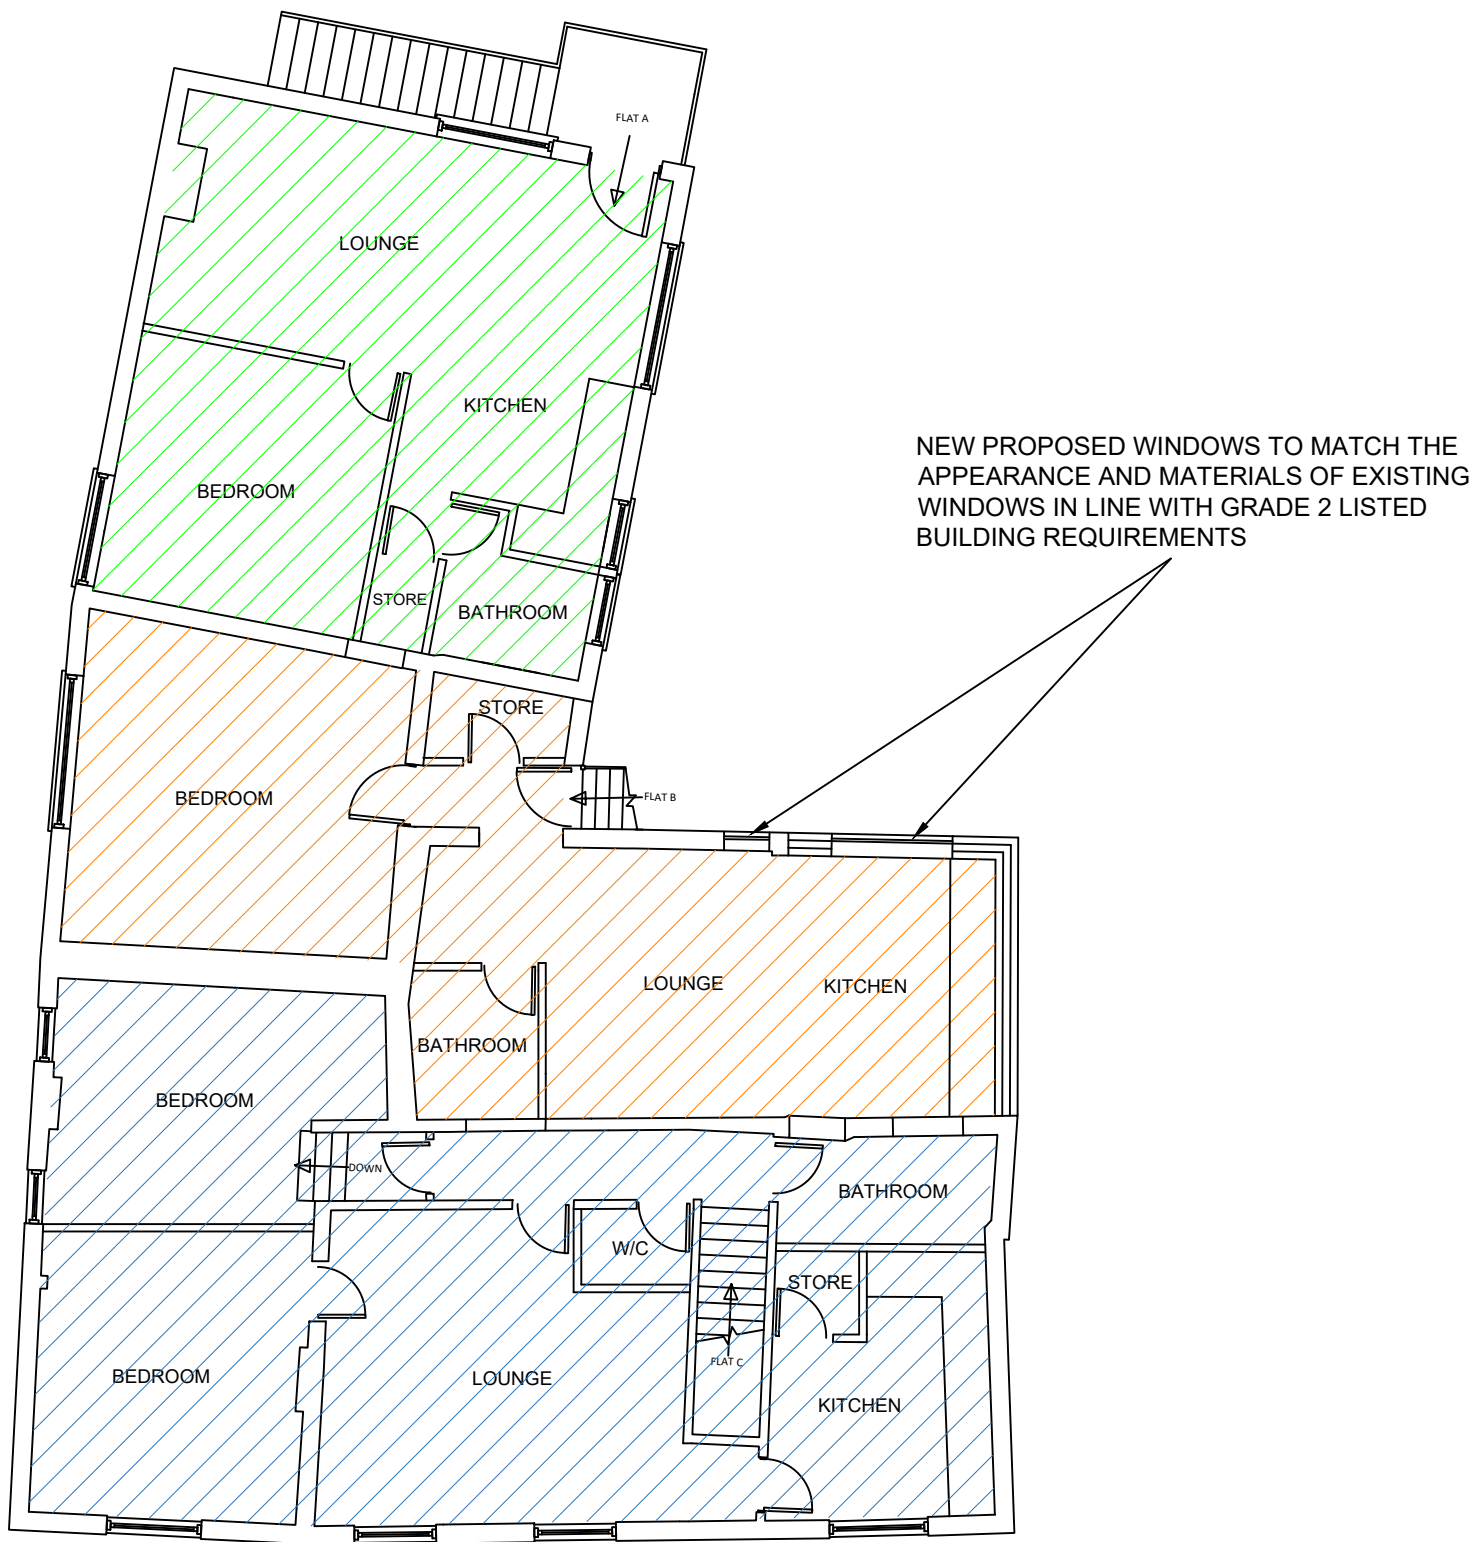 FLAT A
LOUNGE
KITCHEN
BEDROOM
STORE
BATHROOM
NEW PROPOSED WINDOWS TO MATCH THE
APPEARANCE AND MATERIALS OF EXISTING
WINDOWS IN LINE WITH GRADE 2 LISTED
BUILDING REQUIREMENTS
STORE
BEDROOM
FLAT B
LOUNGE
KITCHEN
BATHROOM
BEDROOM
DOWN
BATHROOM
W/C
STORE
FLAT C
BEDROOM
LOUNGE
KITCHEN